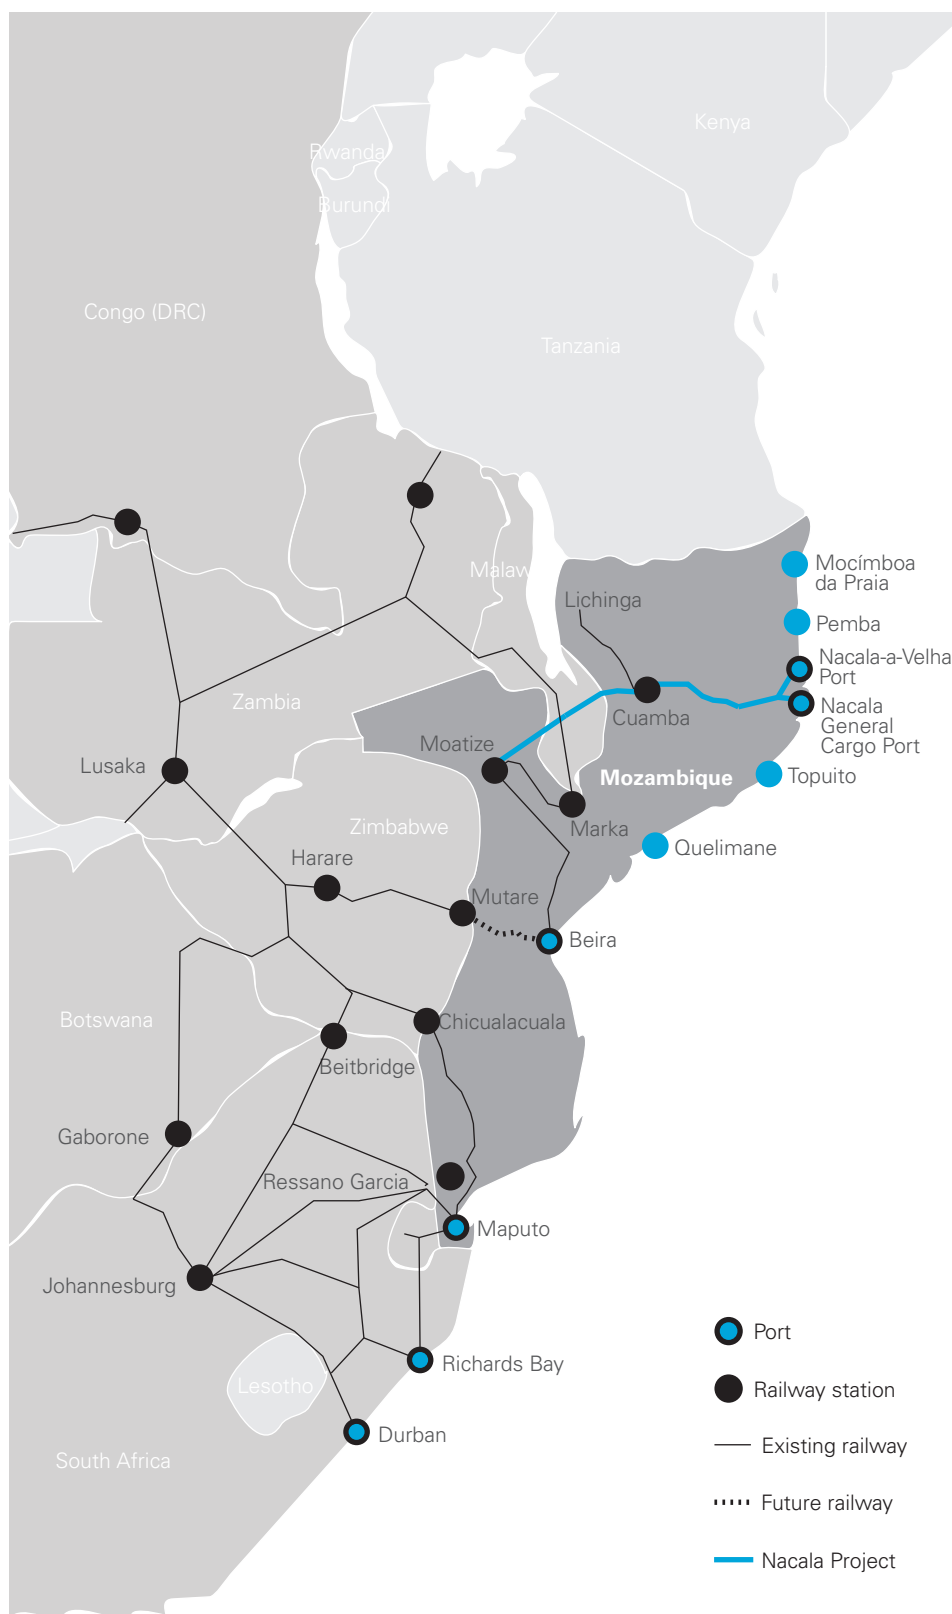 Kenya
Rwanda
Burundi
Congo (DRC)
Tanzania
Mocímboa
da Praia
Malaw
Lichinga
Pemba
Nacala-a-Velha
Port
Zambia
Cuamba
Nacala
General
Cargo Port
Moatize
Lusaka
Mozambique
Topuito
Zimbabwe
Marka
Quelimane
Harare
Mutare
Beira
Botswana
Chicualacuala
Beitbridge
Gaborone
Ressano Garcia
Maputo
Johannesburg
Richards Bay
Lesotho
Durban
South Africa
Port
Railway station
Existing railway
Future railway
Nacala Project